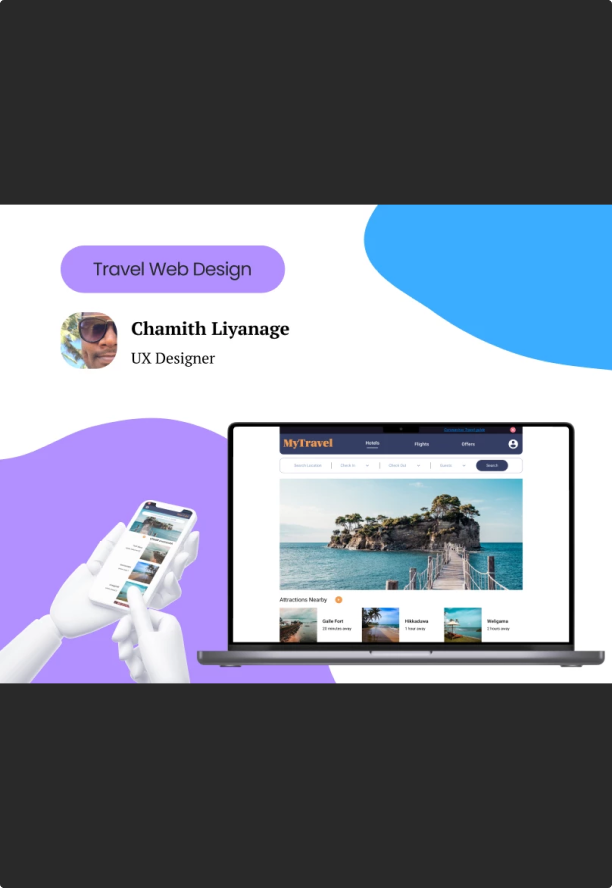 Travel Web Design
Chamith Liyanage
UX Designer
MyTravel
Hotels
Flights
Offers
Search Location
Check In
Check Out
Guests
Search
Attractions Nearby
Galle Fort
10 minutes away
Hikkaduwa
1 hour away
Weligama
2 hours away